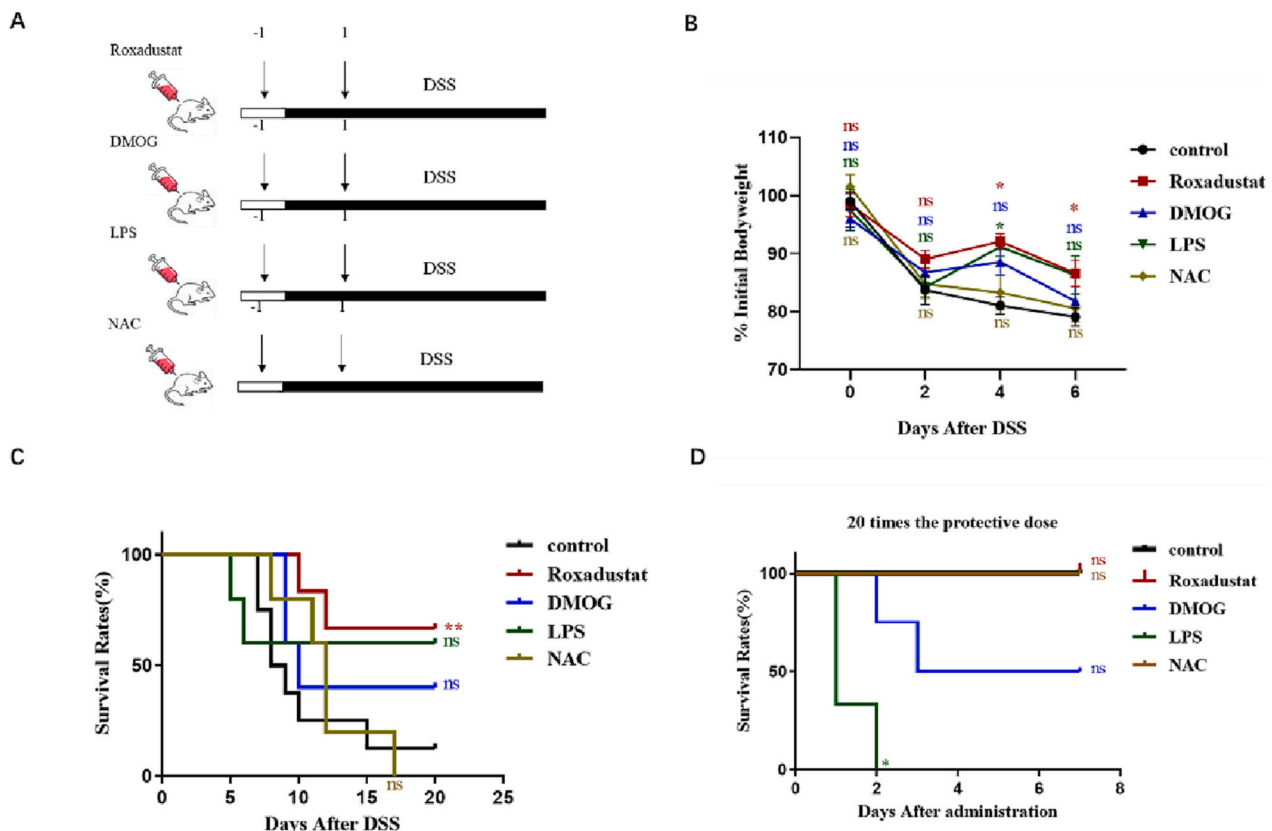 A
-1 1
Roxadustat
DSS
-1 1
DMOG
DSS
-1 1
LPS
DSS
-1 1
NAC
DSS
B
% Initial Bodyweight
110
100
90
80
70
ns
ns
ns
ns
ns
ns
ns
ns
*
ns
*
ns
*
ns
ns
ns
0 2 4 6
Days After DSS
control
Roxadustat
DMOG
LPS
NAC
C
Survival Rates(%)
100
50
0
**
ns
ns
ns
0 5 10 15 20 25
Days After DSS
control
Roxadustat
DMOG
LPS
NAC
D
20 times the protective dose
Survival Rates(%)
100
50
0
ns
ns
ns
*
0 2 4 6 8
Days After administration
control
Roxadustat
DMOG
LPS
NAC